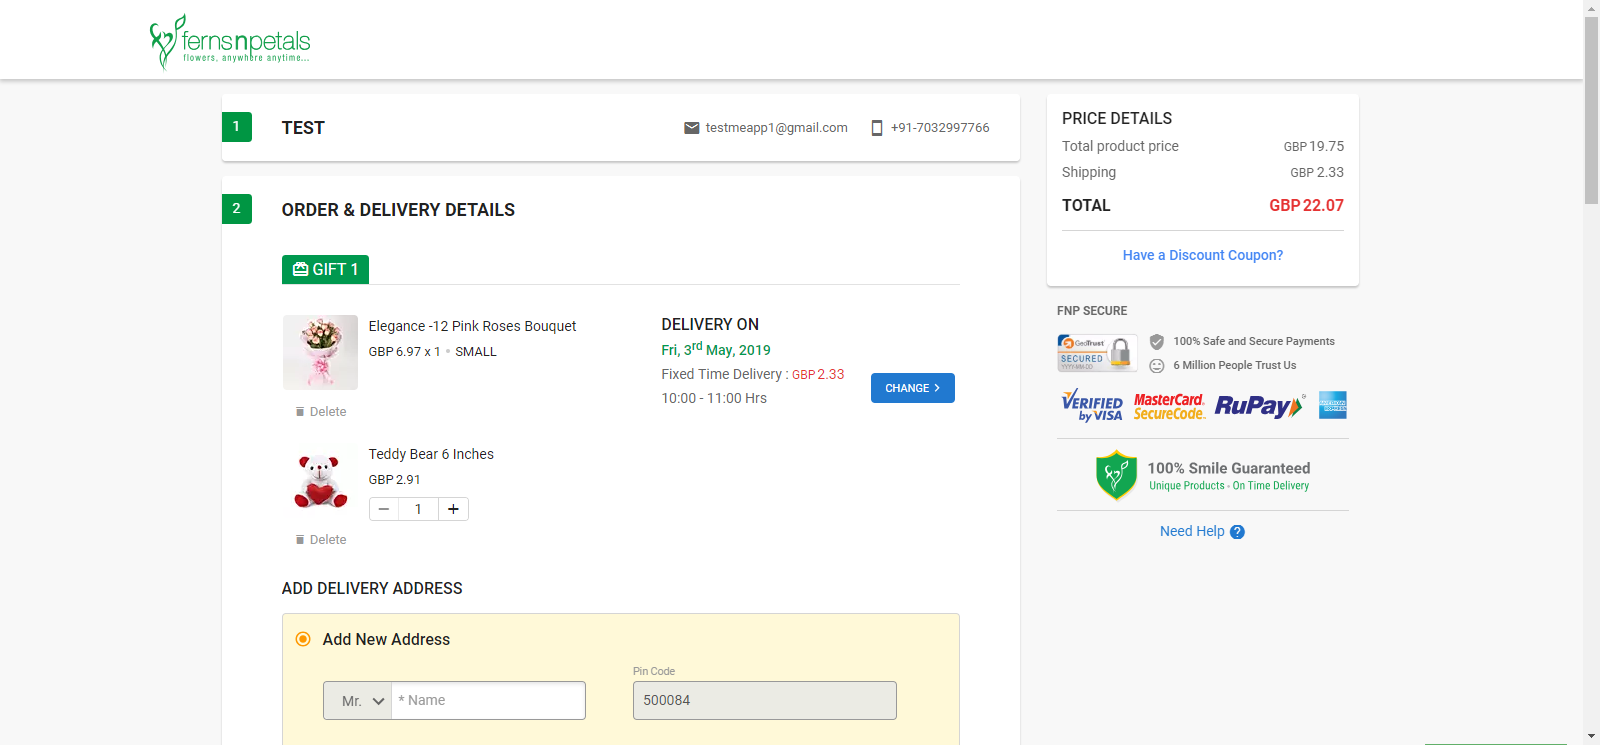 fernsnpetals
flowers, anywhere anytime...
1
TEST
testmeapp1@gmail.com
+91-7032997766
2
ORDER & DELIVERY DETAILS
GIFT 1
Elegance -12 Pink Roses Bouquet
GBP 6.97 x 1 • SMALL
Delete
DELIVERY ON
Fri, 3rd May, 2019
Fixed Time Delivery : GBP 2.33
10:00 - 11:00 Hrs
CHANGE
Teddy Bear 6 Inches
GBP 2.91
− 1 +
Delete
ADD DELIVERY ADDRESS
Add New Address
Mr.
* Name
Pin Code
500084
PRICE DETAILS
Total product price GBP 19.75
Shipping GBP 2.33
TOTAL GBP 22.07
Have a Discount Coupon?
FNP SECURE
GeoTrust
SECURED
YYYY-MM-DD
100% Safe and Secure Payments
6 Million People Trust Us
VERIFIED
by VISA
MasterCard.
SecureCode.
RuPay
100% Smile Guaranteed
Unique Products • On Time Delivery
Need Help ?